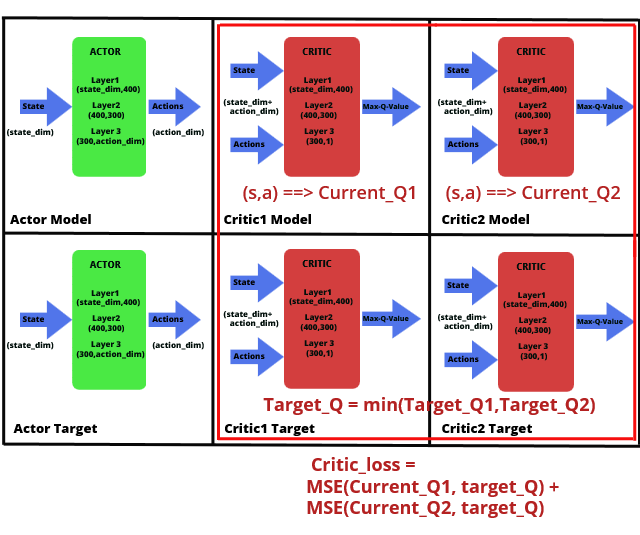 ACTOR
Layer1
(state_dim,400)
Layer2
(400,300)
Layer 3
(300,action_dim)
State
(state_dim)
Actions
(action_dim)
Actor Model
CRITIC
Layer1
(state_dim,400)
Layer2
(400,300)
Layer 3
(300,1)
State
(state_dim+
action_dim)
Actions
Max-Q-Value
(s,a) ==> Current_Q1
Critic1 Model
CRITIC
Layer1
(state_dim,400)
Layer2
(400,300)
Layer 3
(300,1)
State
(state_dim+
action_dim)
Actions
Max-Q-Value
(s,a) ==> Current_Q2
Critic2 Model
ACTOR
Layer1
(state_dim,400)
Layer2
(400,300)
Layer 3
(300,action_dim)
State
(state_dim)
Actions
(action_dim)
Actor Target
CRITIC
Layer1
(state_dim,400)
Layer2
(400,300)
Layer 3
(300,1)
State
(state_dim+
action_dim)
Actions
Max-Q-Value
CRITIC
Layer1
(state_dim,400)
Layer2
(400,300)
Layer 3
(300,1)
State
(state_dim+
action_dim)
Actions
Max-Q-Value
Target_Q = min(Target_Q1,Target_Q2)
Critic1 Target
Critic2 Target
Critic_loss =
MSE(Current_Q1, target_Q) +
MSE(Current_Q2, target_Q)